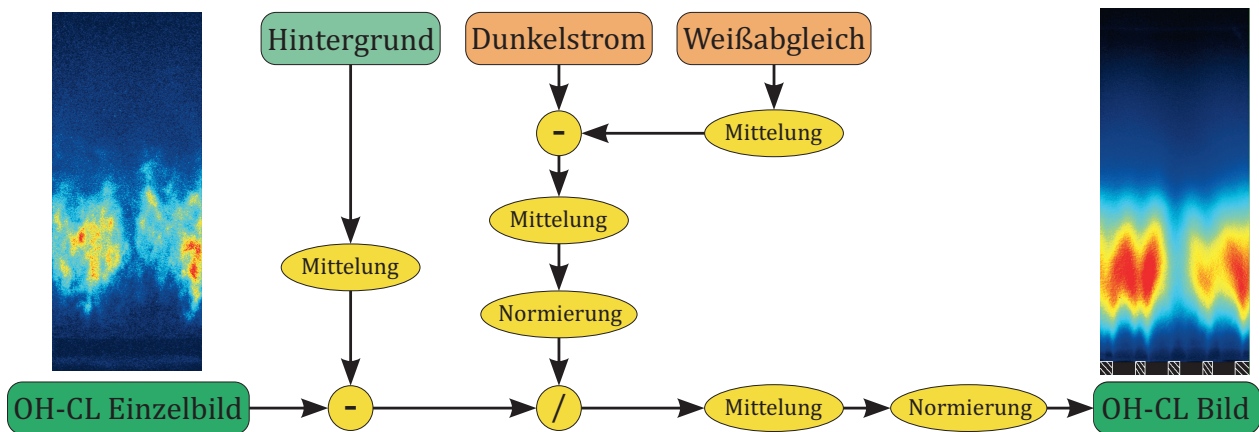 Hintergrund
Dunkelstrom
Weißabgleich
-
Mittelung
Mittelung
Mittelung
Normierung
OH-CL Einzelbild
-
/
Mittelung
Normierung
OH-CL Bild